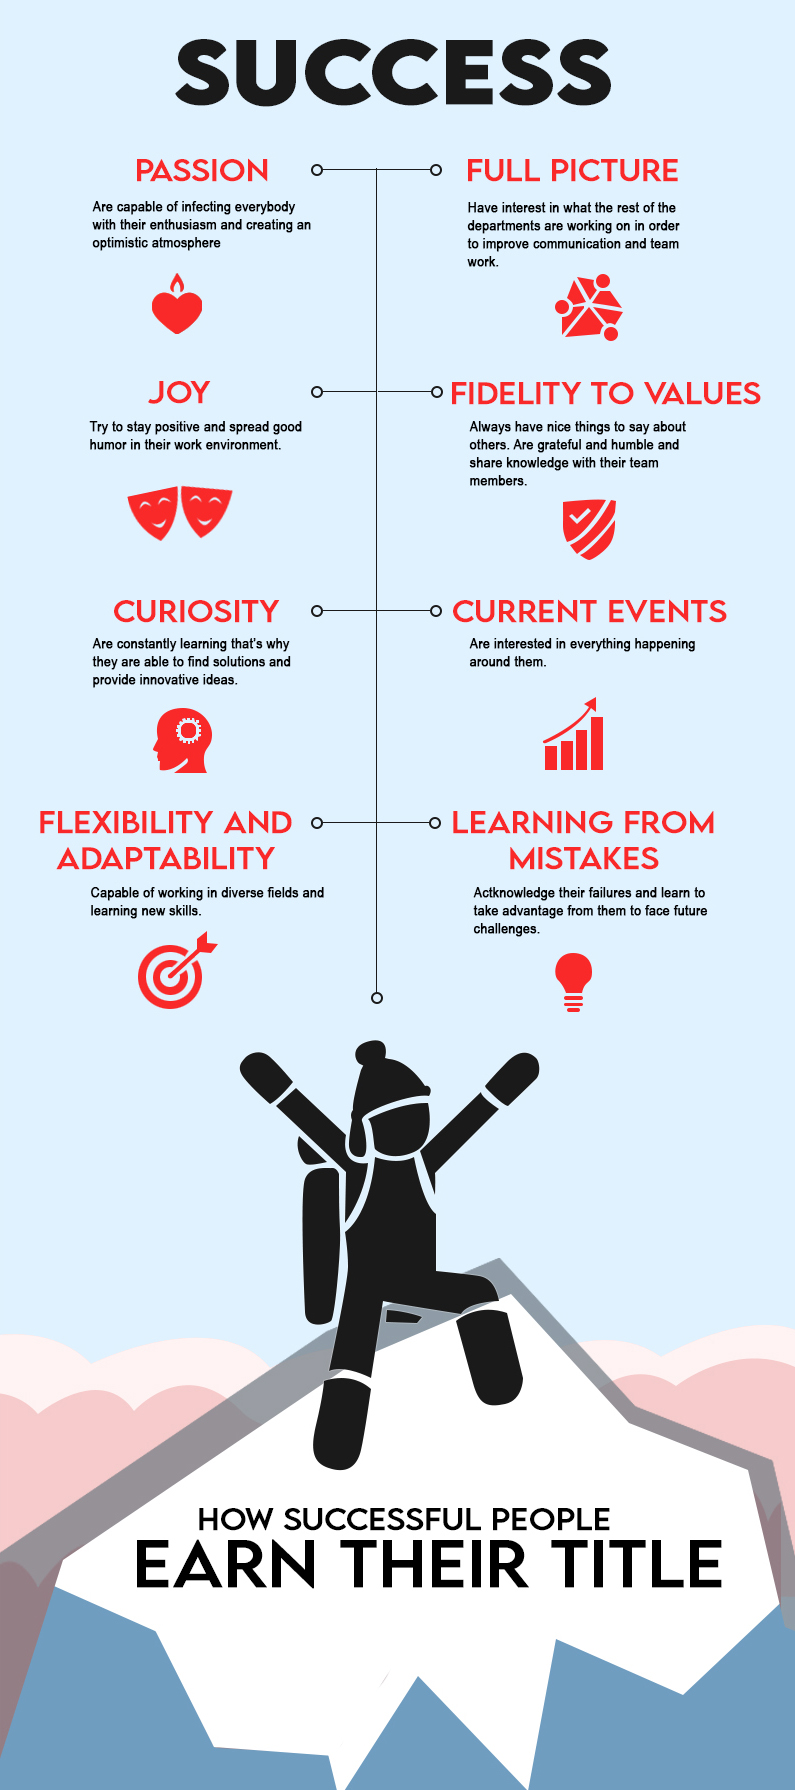 SUCCESS
PASSION
Are capable of infecting everybody
with their enthusiasm and creating an
optimistic atmosphere
FULL PICTURE
Have interest in what the rest of the
departments are working on in order
to improve communication and team
work.
JOY
Try to stay positive and spread good
humor in their work environment.
FIDELITY TO VALUES
Always have nice things to say about
others. Are grateful and humble and
share knowledge with their team
members.
CURIOSITY
Are constantly learning that's why
they are able to find solutions and
provide innovative ideas.
CURRENT EVENTS
Are interested in everything happening
around them.
FLEXIBILITY AND
ADAPTABILITY
Capable of working in diverse fields and
learning new skills.
LEARNING FROM
MISTAKES
Actknowledge their failures and learn to
take advantage from them to face future
challenges.
HOW SUCCESSFUL PEOPLE
EARN THEIR TITLE